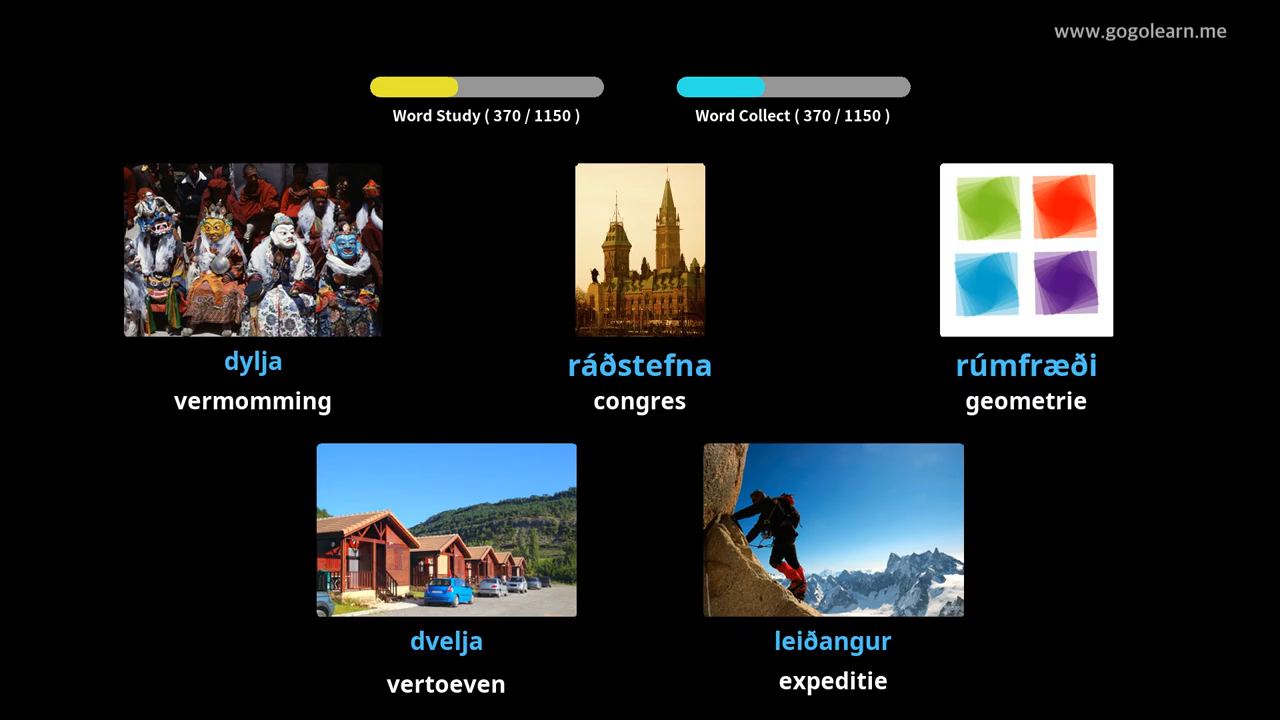 www.gogolearn.me
Word Study ( 370 / 1150 )
Word Collect ( 370 / 1150 )
dylja
vermomming
ráðstefna
congres
rúmfræði
geometrie
dvelja
vertoeven
leiðangur
expeditie